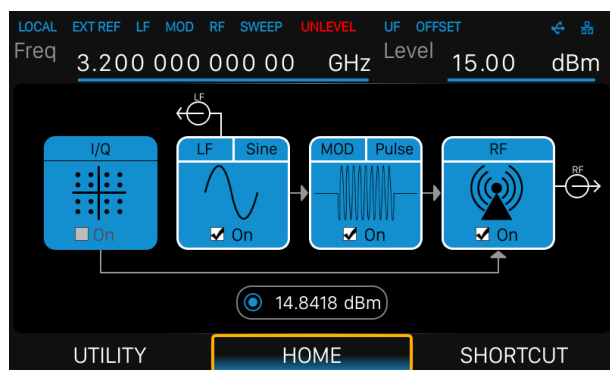 LOCAL EXT REF LF MOD RF SWEEP UNLEVEL UF OFFSET
Freq 3.200 000 000 00 GHz Level 15.00 dBm
LF
I/Q LF Sine MOD Pulse RF
RF
On On On On
14.8418 dBm
UTILITY HOME SHORTCUT